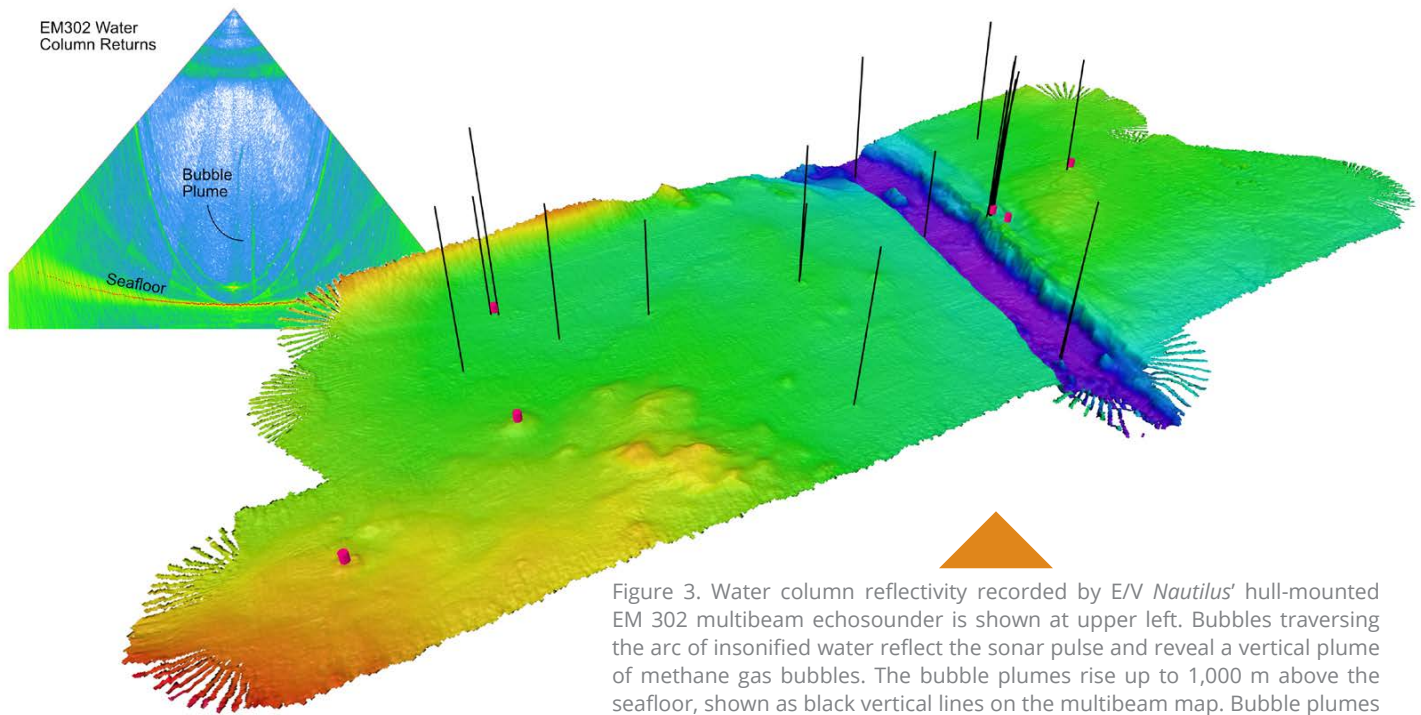 EM302 Water
Column Returns
Bubble
Plume
Seafloor
Figure 3. Water column reflectivity recorded by E/V Nautilus’ hull-mounted
EM 302 multibeam echosounder is shown at upper left. Bubbles traversing
the arc of insonified water reflect the sonar pulse and reveal a vertical plume
of methane gas bubbles. The bubble plumes rise up to 1,000 m above the
seafloor, shown as black vertical lines on the multibeam map. Bubble plumes